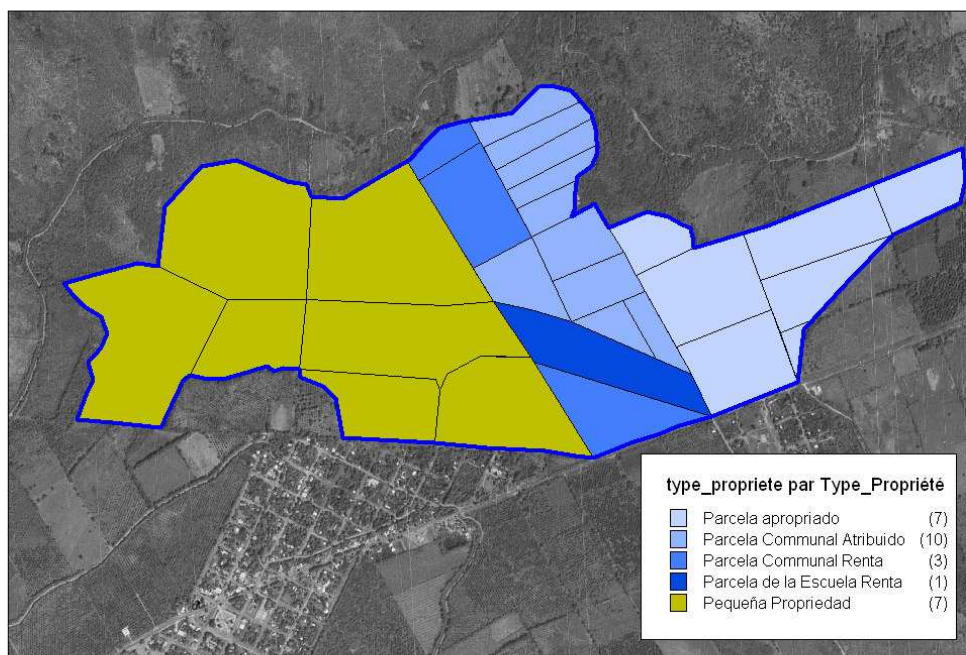 type_propriete par Type_Propriété
Parcela apropriado (7)
Parcela Communal Atribuido (10)
Parcela Communal Renta (3)
Parcela de la Escuela Renta (1)
Pequeña Propriedad (7)